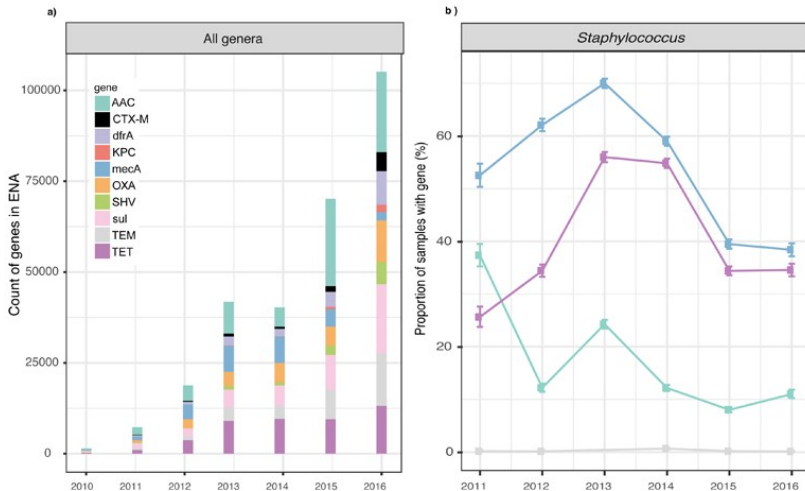 a)
All genera
Count of genes in ENA
100000
75000
50000
25000
0
gene
AAC
CTX-M
dfrA
KPC
mecA
OXA
SHV
sul
TEM
TET
2010 2011 2012 2013 2014 2015 2016
b )
Staphylococcus
Proportion of samples with gene (%)
60
40
20
0
2011 2012 2013 2014 2015 2016